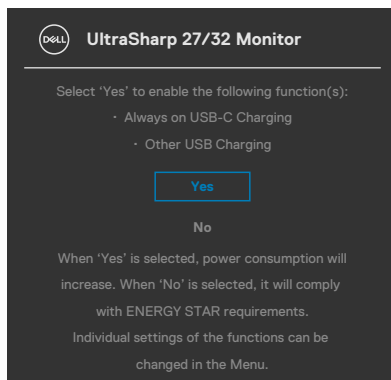 DELL
UltraSharp 27/32 Monitor
Select ‘Yes’ to enable the following function(s):
· Always on USB-C Charging
· Other USB Charging
Yes
No
When ‘Yes’ is selected, power consumption will
increase. When ‘No’ is selected, it will comply
with ENERGY STAR requirements.
Individual settings of the functions can be
changed in the Menu.